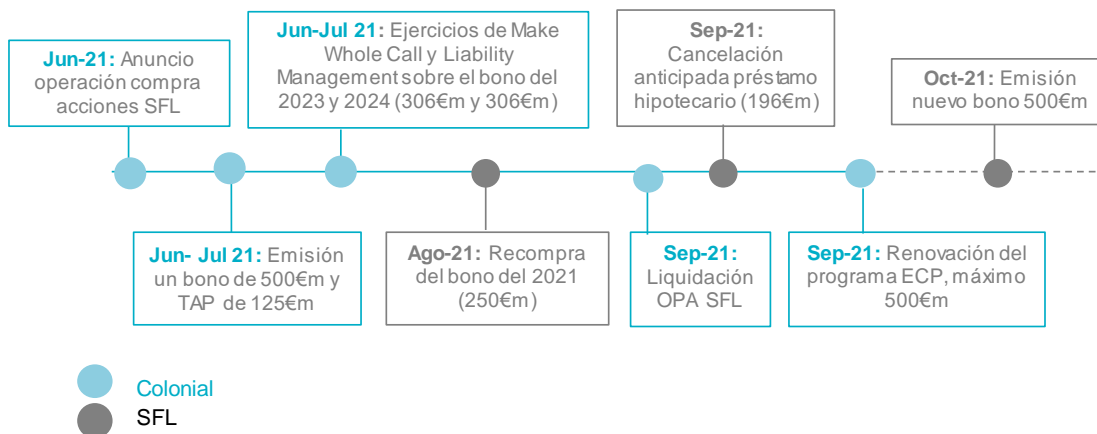 Jun-21: Anuncio
operación compra
acciones SFL
Jun-Jul 21: Ejercicios de Make
Whole Call y Liability
Management sobre el bono del
2023 y 2024 (306€m y 306€m)
Sep-21:
Cancelación
anticipada préstamo
hipotecario (196€m)
Oct-21: Emisión
nuevo bono 500€m
Jun- Jul 21: Emisión
un bono de 500€m y
TAP de 125€m
Ago-21: Recompra
del bono del 2021
(250€m)
Sep-21:
Liquidación
OPA SFL
Sep-21: Renovación del
programa ECP, máximo
500€m
Colonial
SFL